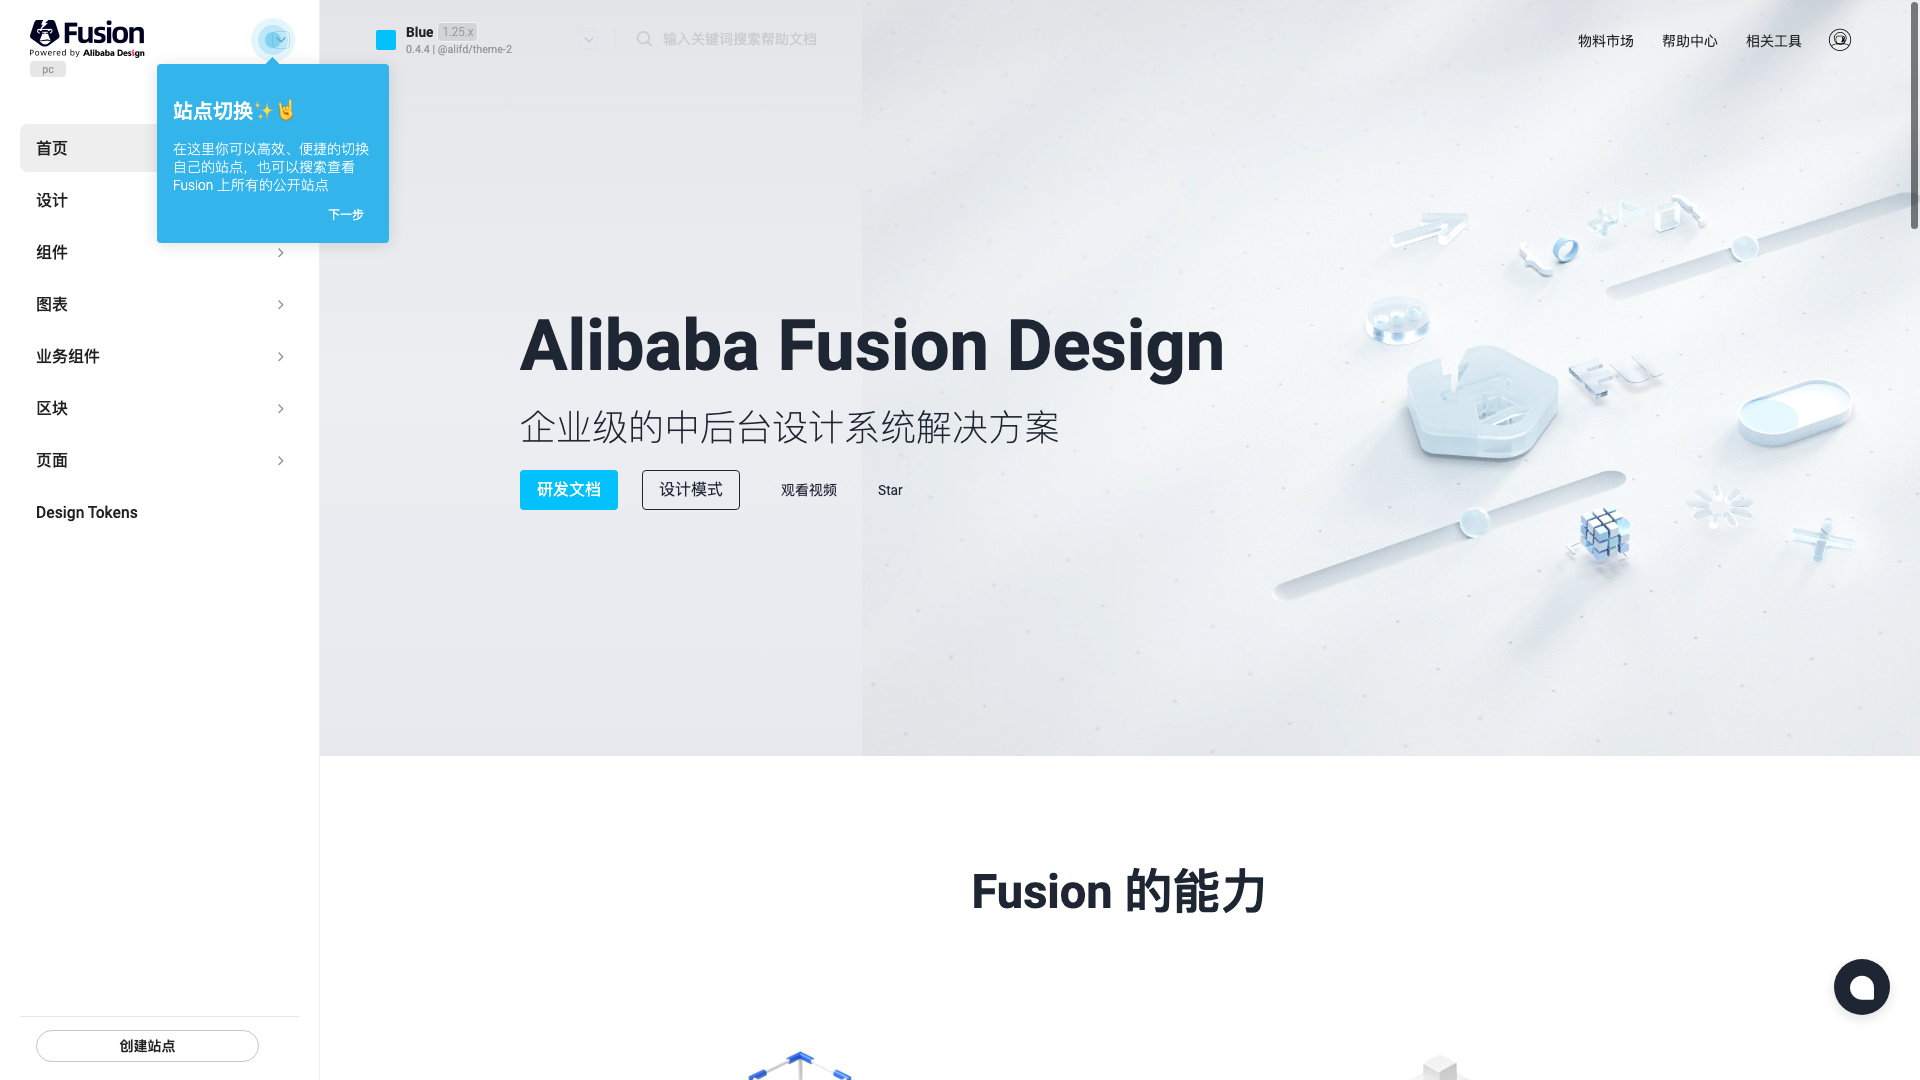 Fusion
Powered by Alibaba Design
pc
Blue 1.25.x
0.4.4 | @alifd/theme-2
输入关键词搜索帮助文档
物料市场
帮助中心
相关工具
站点切换✨🤘
在这里你可以高效、便捷的切换
自己的站点，也可以搜索查看
Fusion 上所有的公开站点
下一步
首页
设计
组件
图表
业务组件
区块
页面
Design Tokens
创建站点
Alibaba Fusion Design
企业级的中后台设计系统解决方案
研发文档
设计模式
观看视频
Star
Fusion 的能力